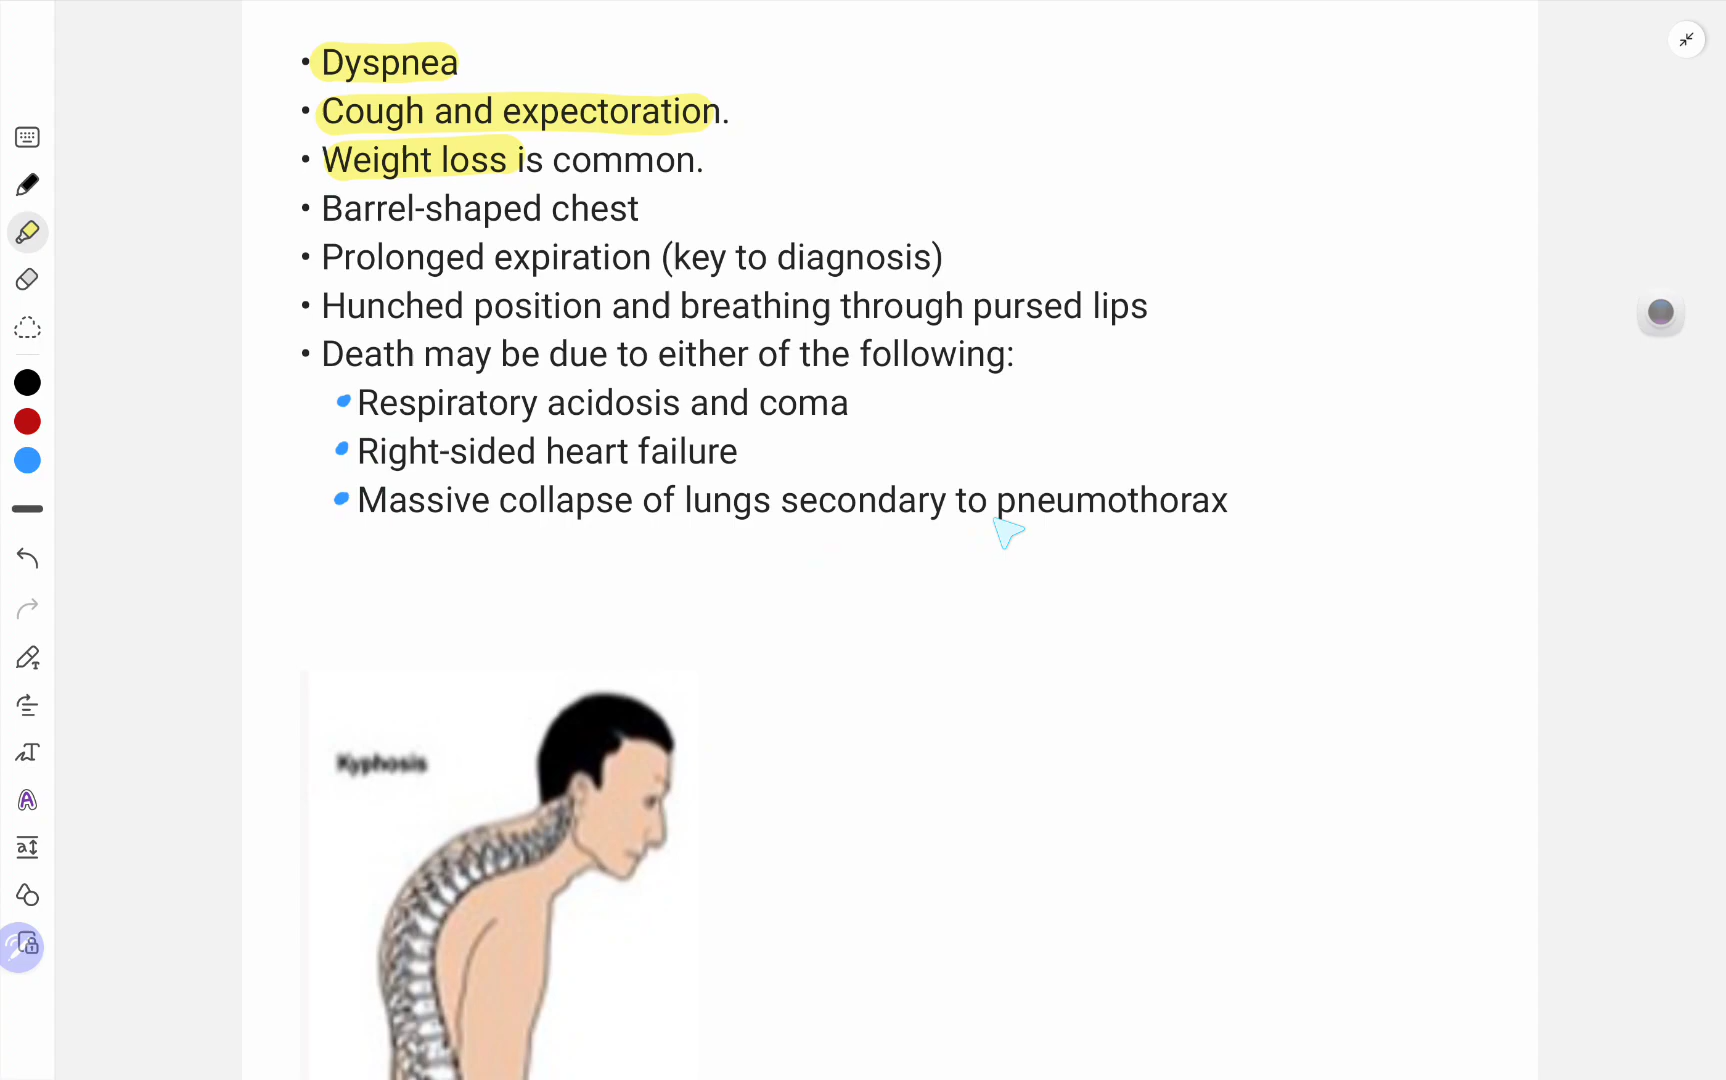 • Dyspnea
• Cough and expectoration.
• Weight loss is common.
• Barrel-shaped chest
• Prolonged expiration (key to diagnosis)
• Hunched position and breathing through pursed lips
• Death may be due to either of the following:
• Respiratory acidosis and coma
• Right-sided heart failure
• Massive collapse of lungs secondary to pneumothorax
Kyphosis